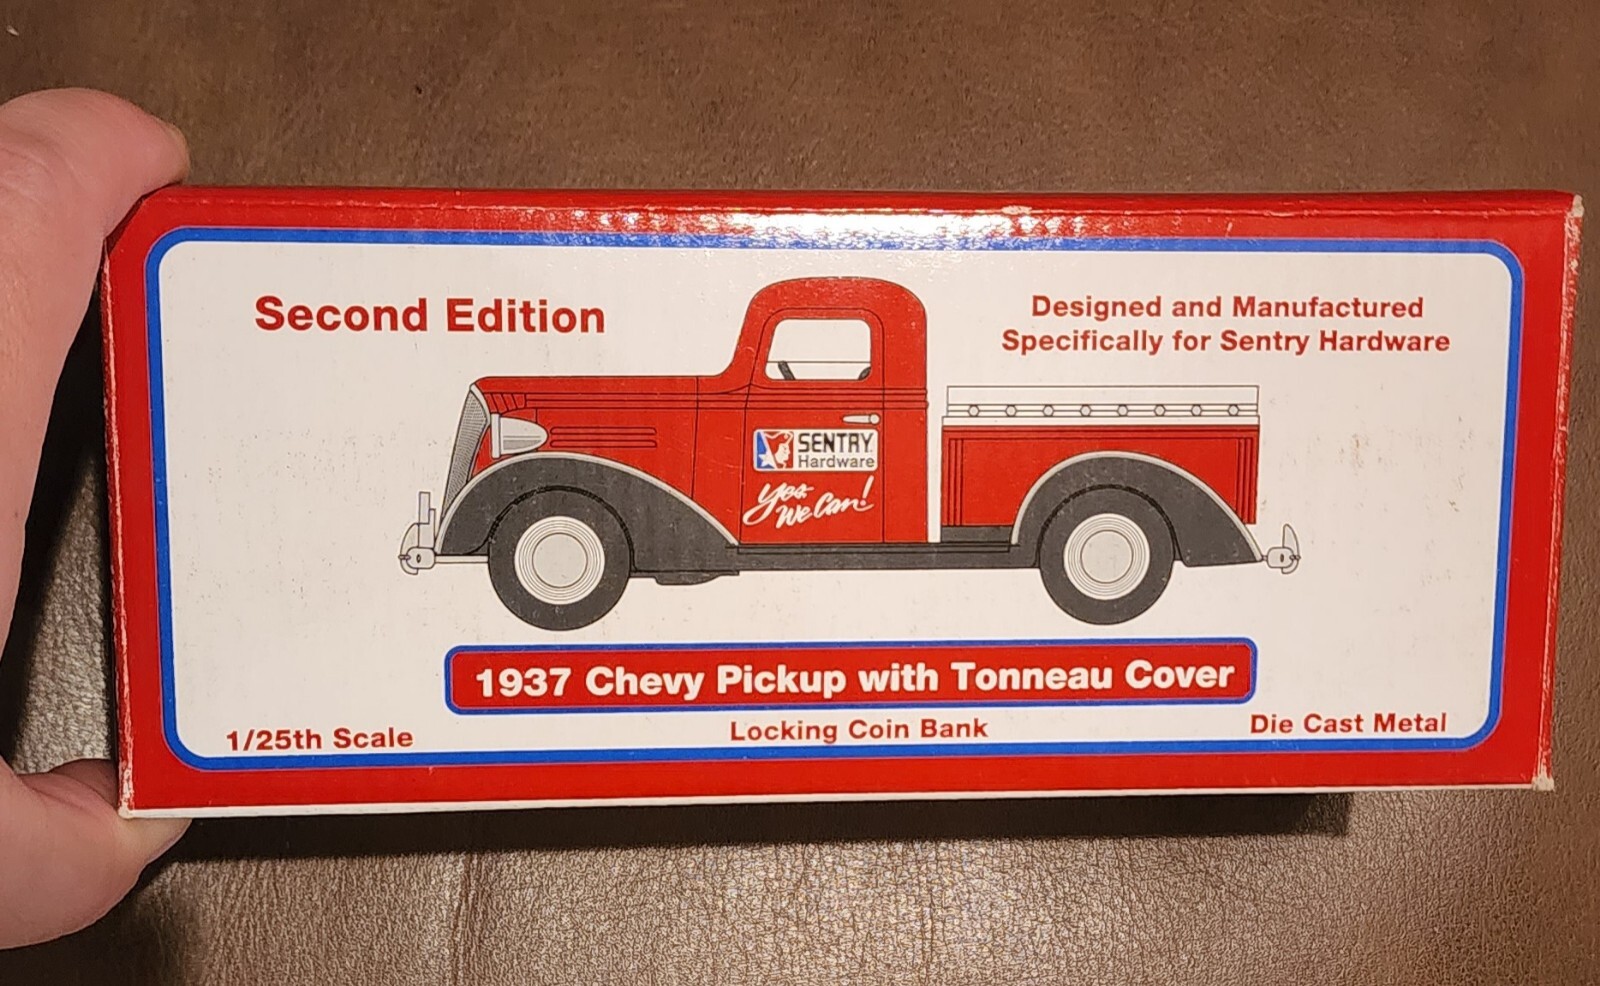 Second Edition
Designed and Manufactured
Specifically for Sentry Hardware
SENTRY
Hardware
Yes
We Can!
1937 Chevy Pickup with Tonneau Cover
1/25th Scale
Locking Coin Bank
Die Cast Metal